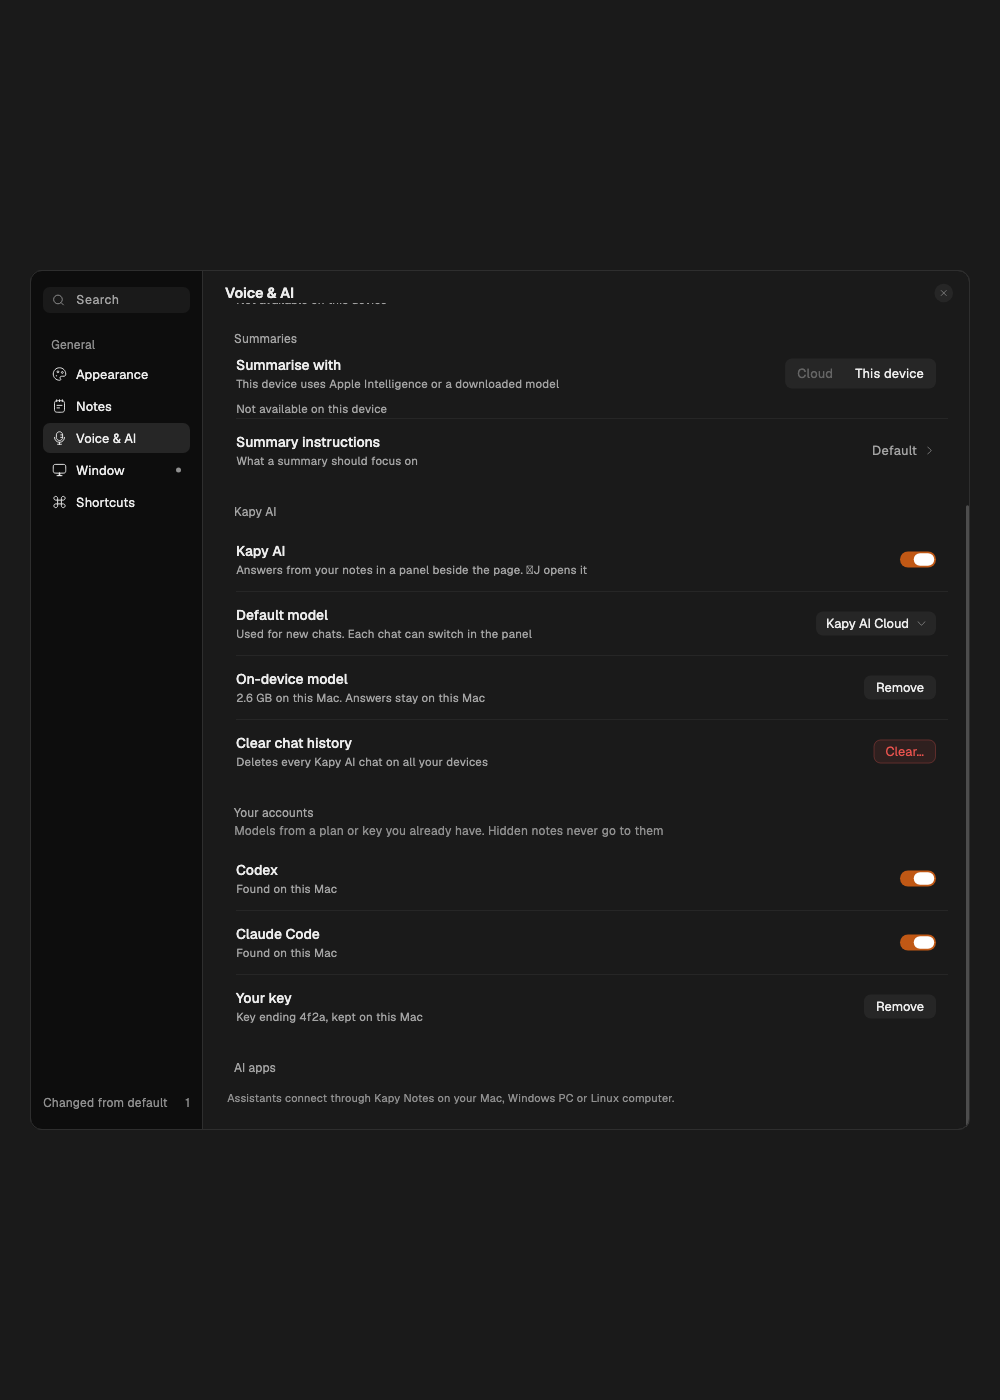 Search
General
Appearance
Notes
Voice & AI
Window
Shortcuts
Changed from default 1
Voice & AI
Summaries
Summarise with
This device uses Apple Intelligence or a downloaded model
Cloud
This device
Not available on this device
Summary instructions
What a summary should focus on
Default
Kapy AI
Kapy AI
Answers from your notes in a panel beside the page. J opens it
Default model
Used for new chats. Each chat can switch in the panel
Kapy AI Cloud
On-device model
2.6 GB on this Mac. Answers stay on this Mac
Remove
Clear chat history
Deletes every Kapy AI chat on all your devices
Clear...
Your accounts
Models from a plan or key you already have. Hidden notes never go to them
Codex
Found on this Mac
Claude Code
Found on this Mac
Your key
Key ending 4f2a, kept on this Mac
Remove
AI apps
Assistants connect through Kapy Notes on your Mac, Windows PC or Linux computer.